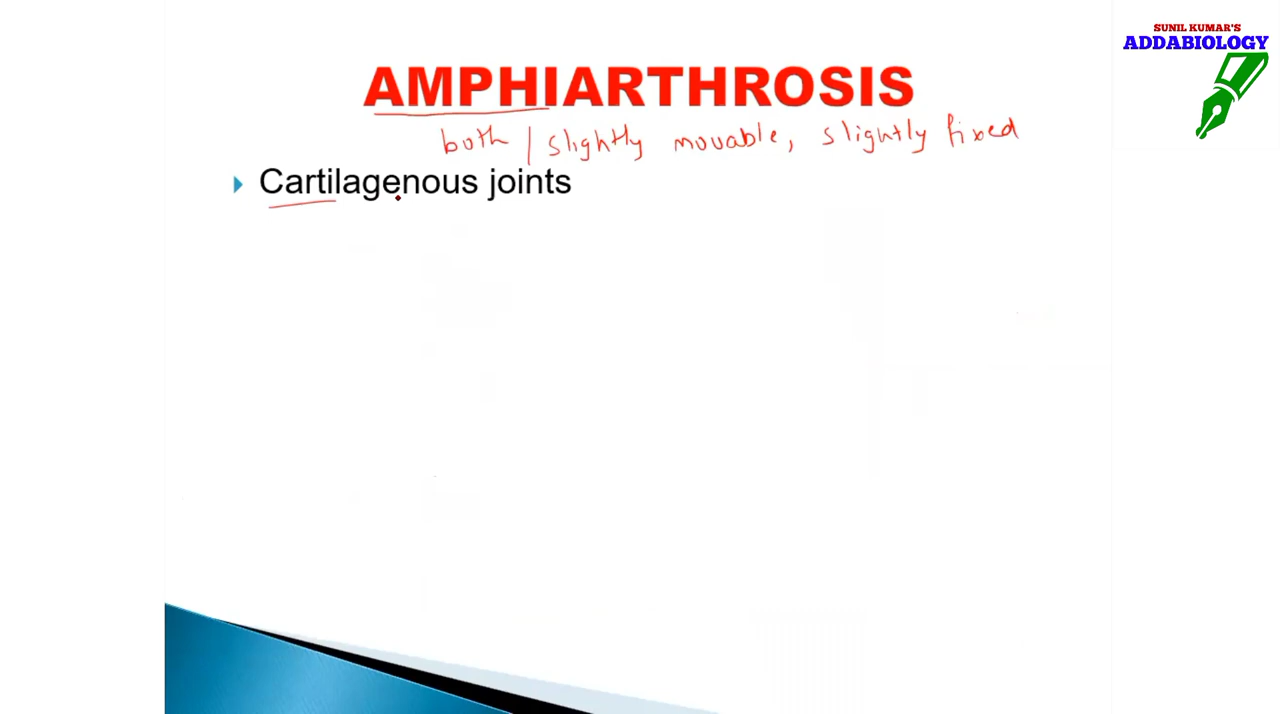 SUNIL KUMAR'S
ADDABIOLOGY
AMPHIARTHROSIS
both / slightly movable, slightly fixed
Cartilagenous joints